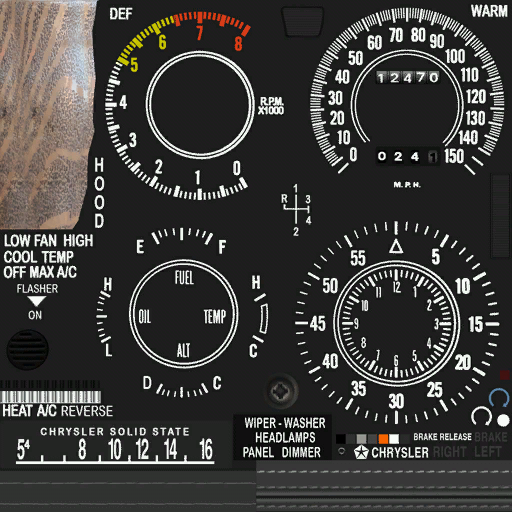 DEF
WARM
5 6 7 8
4
3
2 1 0
R.P.M.
X1000
0 10 20 30 40 50 60 70 80 90 100 110 120 130 140 150
12470
024
M.P.H.
HOOD
1
R 3
4
2
LOW FAN HIGH
COOL TEMP
OFF MAX A/C
FLASHER
ON
E F
H L
FUEL
OIL TEMP
ALT
H C
D C
55 5
50 10
45 15
40 20
35 30 25
12 1 2 3 4 5 6 7 8 9 10 11
HEAT A/C REVERSE
CHRYSLER SOLID STATE
5⁴ . . 8 . 10 . 12 . 14 . 16
WIPER - WASHER
HEADLAMPS
PANEL DIMMER
BRAKE RELEASE BRAKE
CHRYSLER RIGHT LEFT